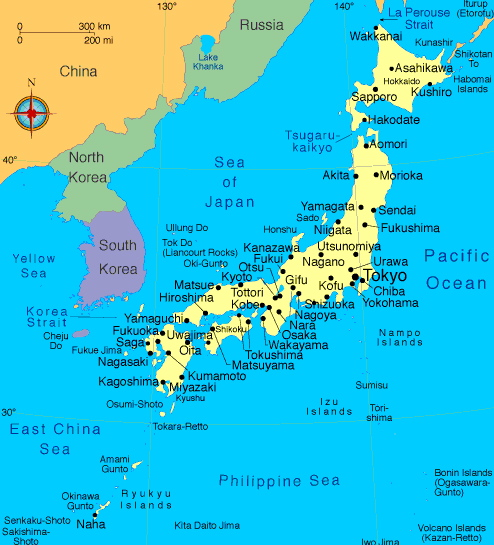 130°
140°
La Perouse
Strait
Iturup
(Etorofu)
Russia
0 300 km
0 200 mi
Wakkanai
Kunashir
Shikotan
To
Lake
Khanka
China
Asahikawa
Hokkaido
Habomai
Islands
Sapporo
Kushiro
N
Hakodate
Tsugaru-
kaikyo
Aomori
North
Korea
40°
Sea
of
Japan
Akita
Morioka
Sado
Yamagata
Sendai
Niigata
Ullung Do
Honshu
Fukushima
South
Korea
Tok Do
(Liancourt Rocks)
Kanazawa
Utsunomiya
Yellow
Sea
Oki-Gunto
Fukui
Nagano
Urawa
Pacific
Ocean
Otsu
Kyoto
Gifu
Kofu
Tokyo
Matsue
Tottori
Chiba
Hiroshima
Kobe
Shizuoka
Yokohama
Korea
Strait
Yamaguchi
Nagoya
Nara
Cheju
Do
Fukuoka
Shikoku
Osaka
Nampo
Islands
Saga
Uwajima
Wakayama
Fukue Jima
Oita
Tokushima
Nagasaki
Matsuyama
Kumamoto
Kagoshima
Miyazaki
Sumisu
Kyushu
Osumi-Shoto
Izu
Islands
Tori-
shima
30°
Tokara-Retto
East China
Sea
Amami
Gunto
Philippine Sea
Bonin Islands
(Ogasawara-
Gunto)
Okinawa
Gunto
Ryukyu
Islands
Senkaku-Shoto
Naha
Sakishima-
Shoto
Kita Daito Jima
Volcano Islands
(Kazan-Retto)
Iwo Jima